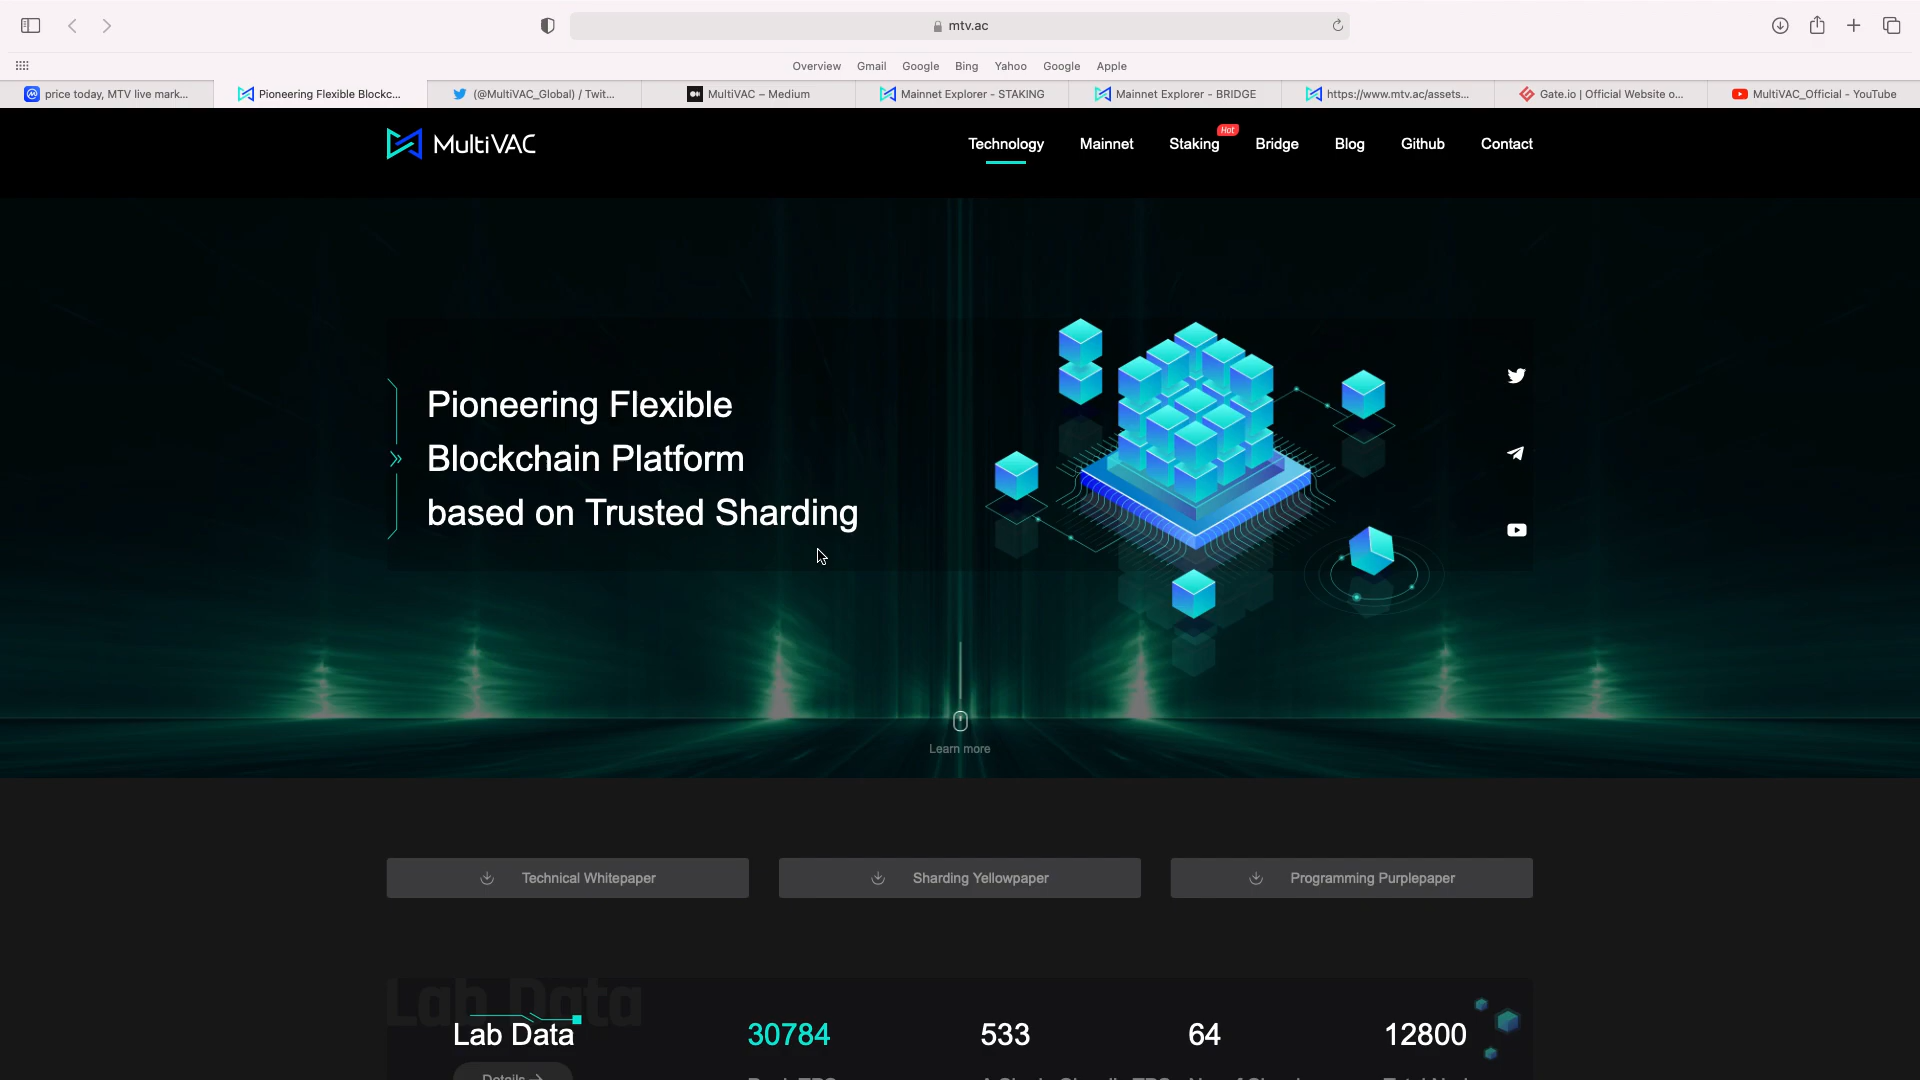 mtv.ac
Overview Gmail Google Bing Yahoo Google Apple
price today, MTV live mark...
Pioneering Flexible Blockc...
(@MultiVAC_Global) / Twit...
MultiVAC – Medium
Mainnet Explorer - STAKING
Mainnet Explorer - BRIDGE
https://www.mtv.ac/assets...
Gate.io | Official Website o...
MultiVAC_Official - YouTube
MultiVAC
Technology Mainnet Staking Hot Bridge Blog Github Contact
Pioneering Flexible
Blockchain Platform
based on Trusted Sharding
Learn more
Technical Whitepaper
Sharding Yellowpaper
Programming Purplepaper
Lab Data
Lab Data 30784 533 64 12800
Details